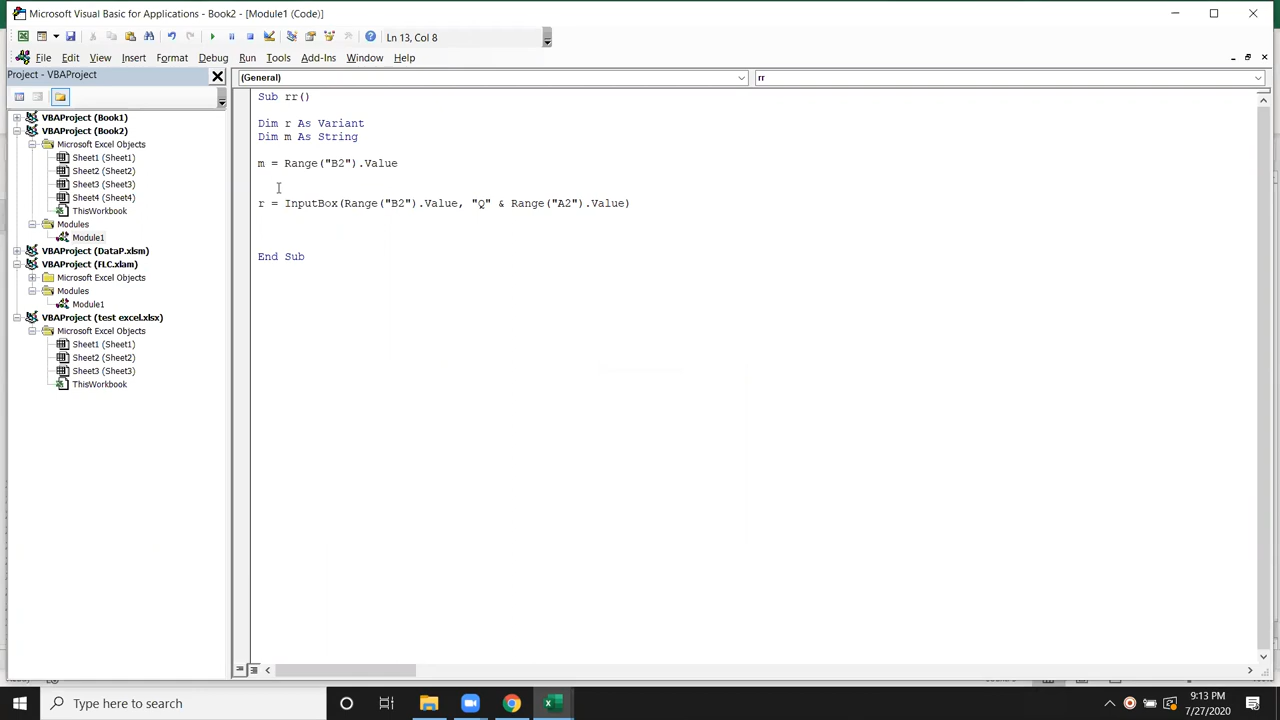 Microsoft Visual Basic for Applications - Book2 - [Module1 (Code)]
Ln 13, Col 8
File Edit View Insert Format Debug Run Tools Add-Ins Window Help
Project - VBAProject
(General)
rr
VBAProject (Book1)
VBAProject (Book2)
Microsoft Excel Objects
Sheet1 (Sheet1)
Sheet2 (Sheet2)
Sheet3 (Sheet3)
Sheet4 (Sheet4)
ThisWorkbook
Modules
Module1
VBAProject (DataP.xlsm)
VBAProject (FLC.xlam)
Microsoft Excel Objects
Modules
Module1
VBAProject (test excel.xlsx)
Microsoft Excel Objects
Sheet1 (Sheet1)
Sheet2 (Sheet2)
Sheet3 (Sheet3)
ThisWorkbook
Sub rr()
Dim r As Variant
Dim m As String
m = Range("B2").Value
r = InputBox(Range("B2").Value, "Q" & Range("A2").Value)
End Sub
Type here to search
9:13 PM
7/27/2020